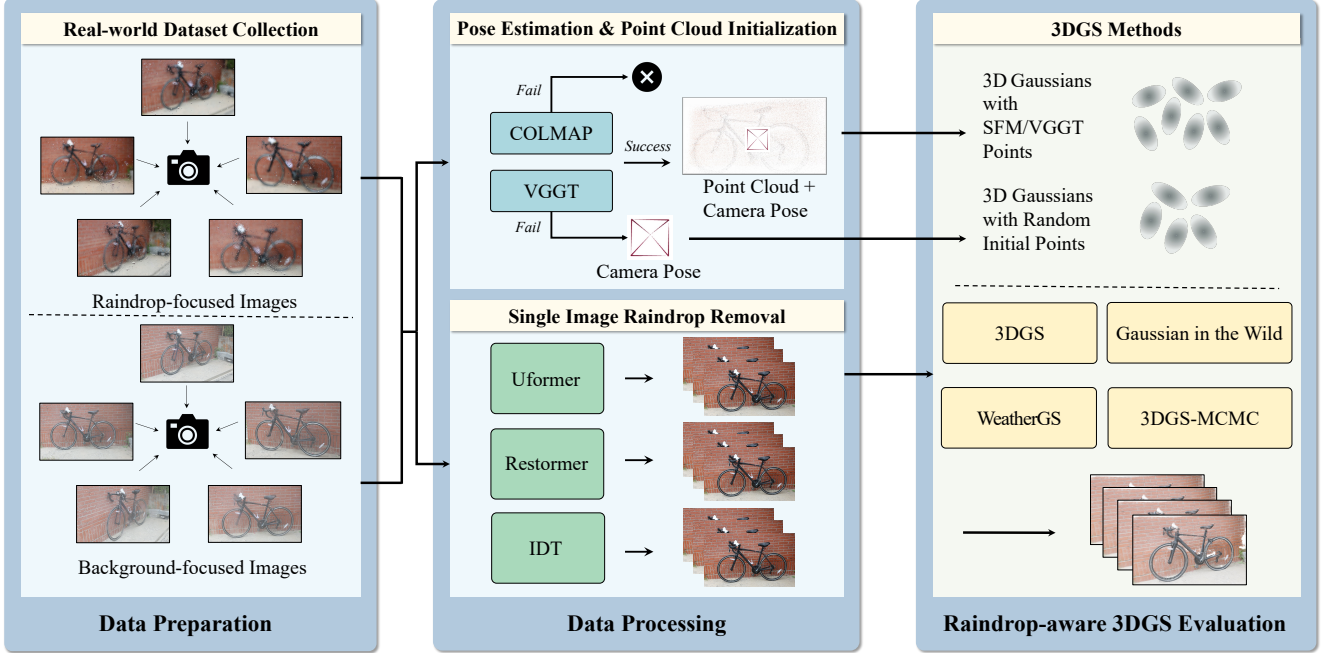 Real-world Dataset Collection
Raindrop-focused Images
Background-focused Images
Data Preparation
Pose Estimation & Point Cloud Initialization
Fail
COLMAP
Success
VGGT
Fail
Point Cloud +
Camera Pose
Camera Pose
Single Image Raindrop Removal
Uformer
Restormer
IDT
Data Processing
3DGS Methods
3D Gaussians
with
SFM/VGGT
Points
3D Gaussians
with Random
Initial Points
3DGS
Gaussian in the Wild
WeatherGS
3DGS-MCMC
Raindrop-aware 3DGS Evaluation